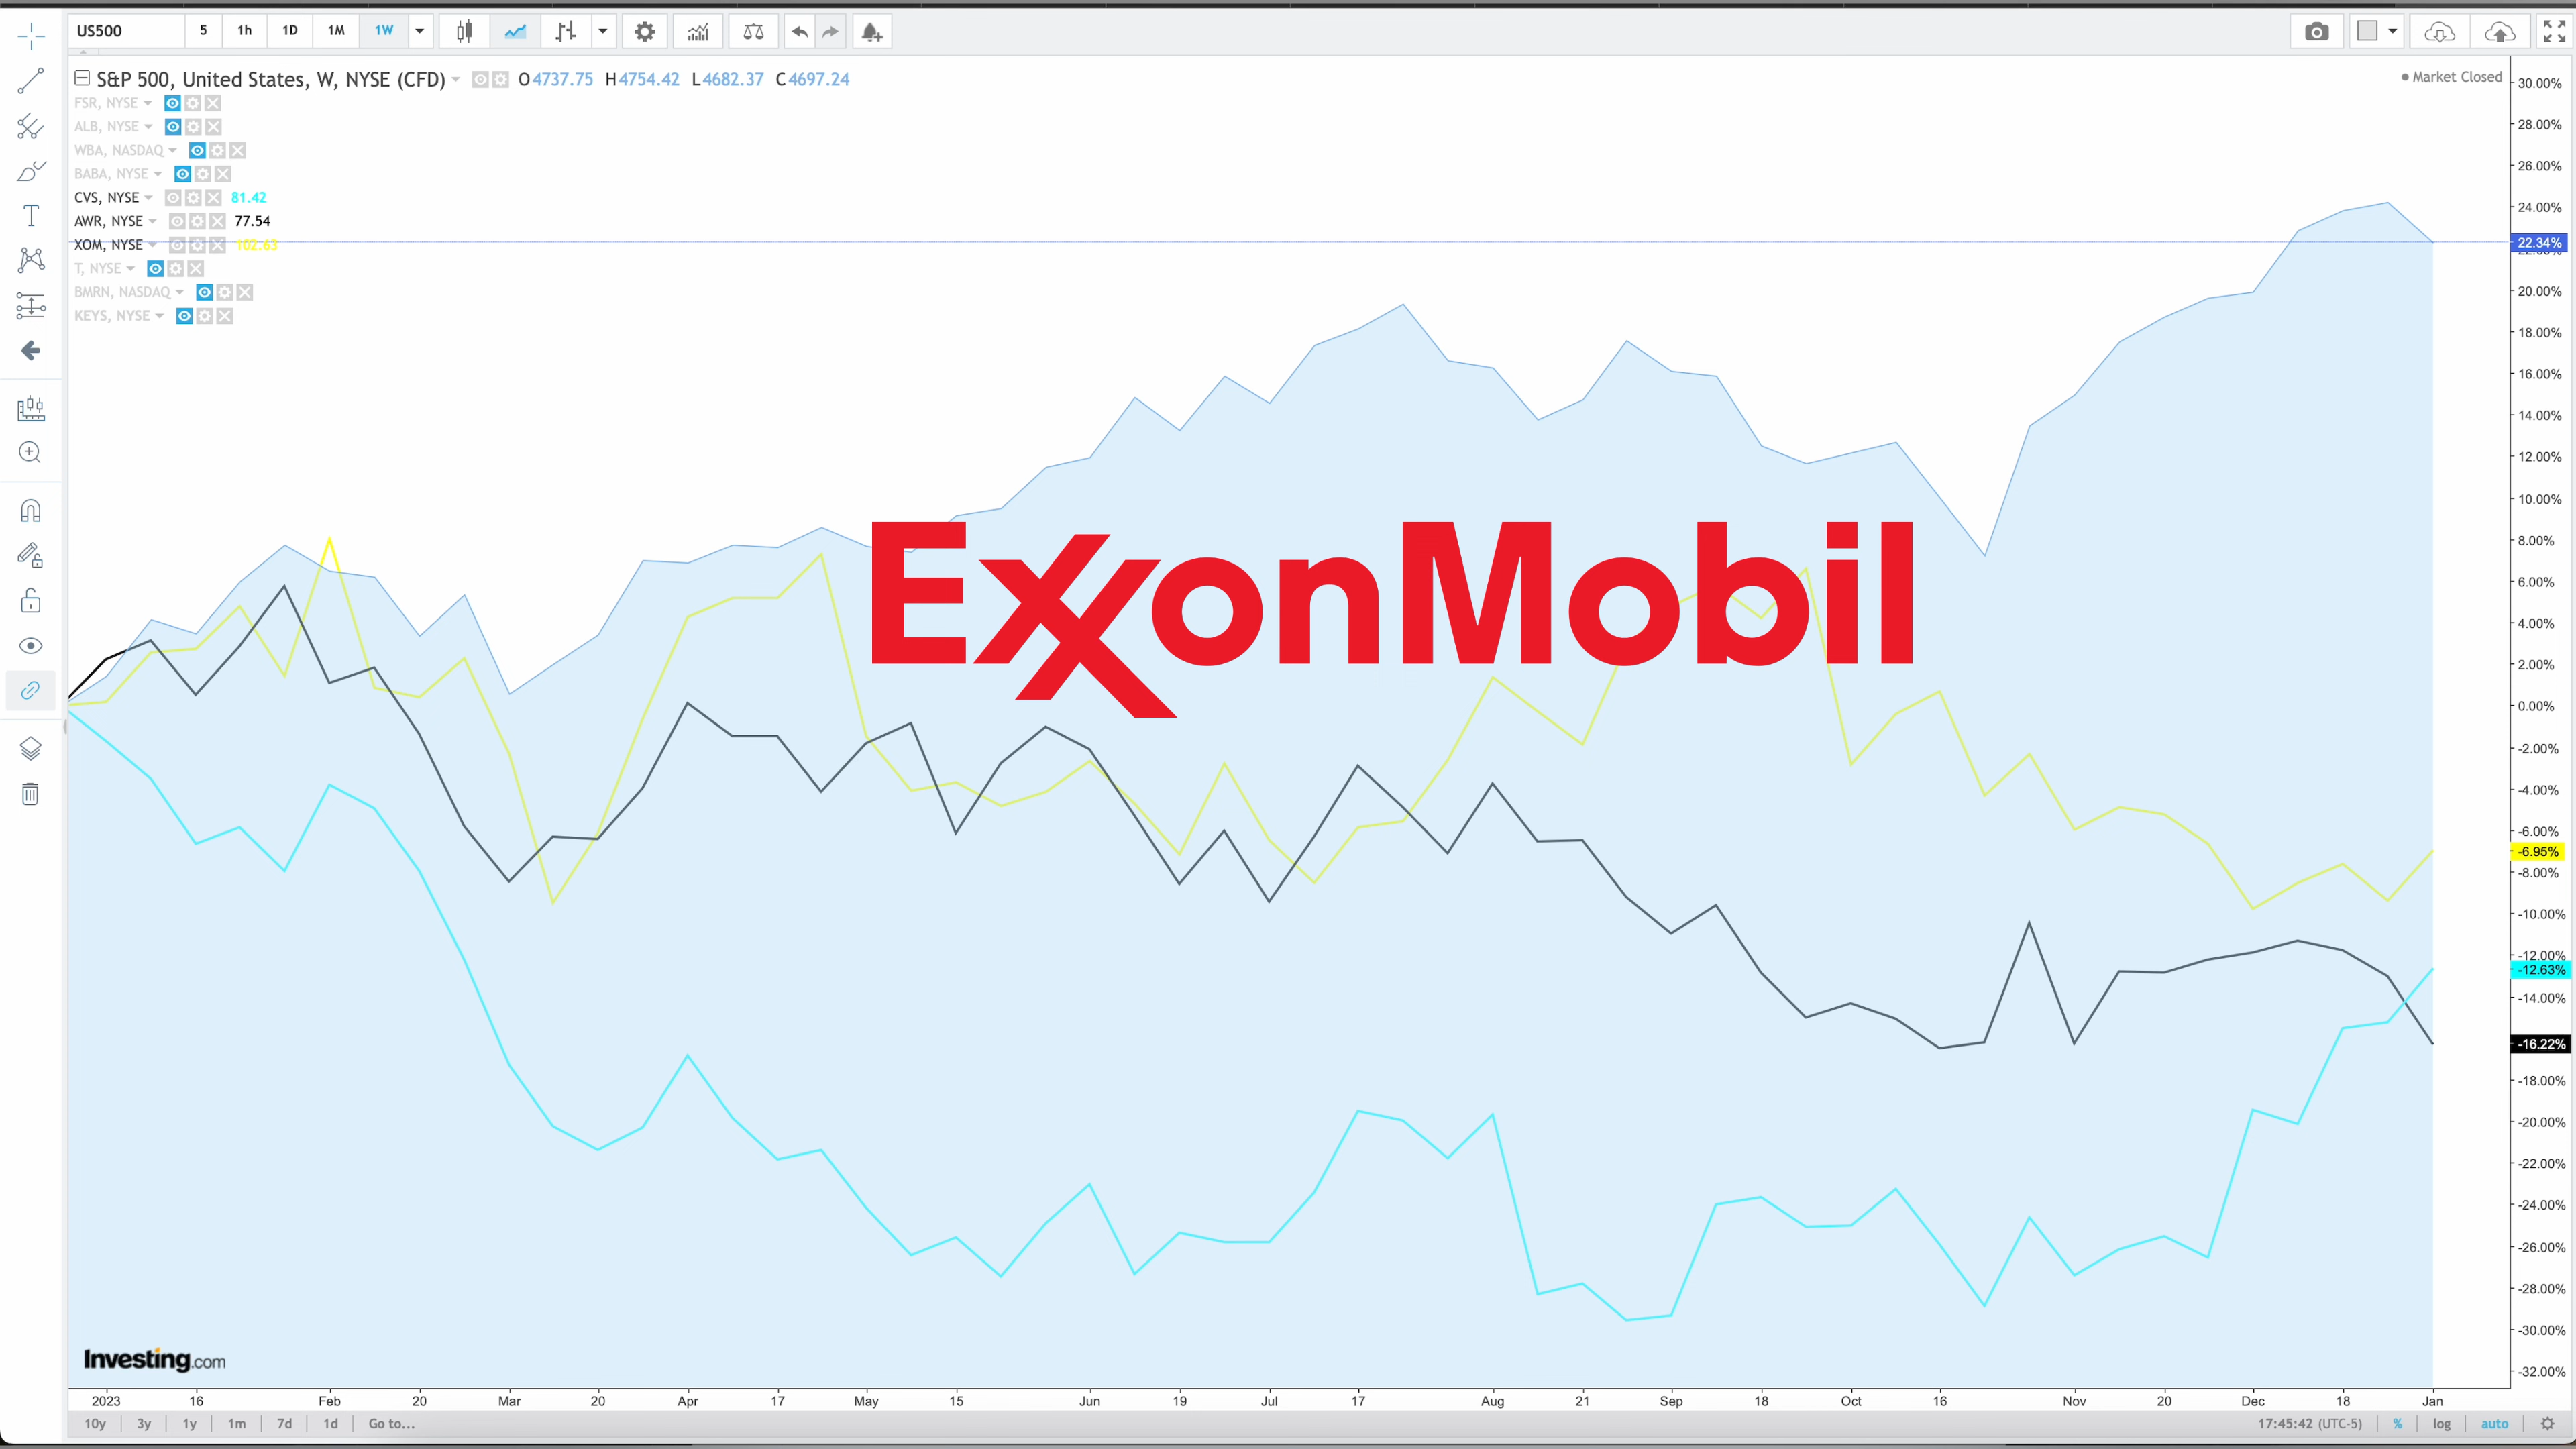 US500 5 1h 1D 1M 1W
S&P 500, United States, W, NYSE (CFD) O4737.75 H4754.42 L4682.37 C4697.24
Market Closed
FSR, NYSE
ALB, NYSE
WBA, NASDAQ
BABA, NYSE
CVS, NYSE 81.42
AWR, NYSE 77.54
XOM, NYSE 102.63
T, NYSE
BMRN, NASDAQ
KEYS, NYSE
ExxonMobil
30.00%
28.00%
26.00%
24.00%
22.34%
20.00%
18.00%
16.00%
14.00%
12.00%
10.00%
8.00%
6.00%
4.00%
2.00%
0.00%
-2.00%
-4.00%
-6.00%
-6.95%
-8.00%
-10.00%
-12.00%
-12.63%
-14.00%
-16.22%
-18.00%
-20.00%
-22.00%
-24.00%
-26.00%
-28.00%
-30.00%
-32.00%
Investing.com
2023 16 Feb 20 Mar 20 Apr 17 May 15 Jun 19 Jul 17 Aug 21 Sep 18 Oct 16 Nov 20 Dec 18 Jan
10y 3y 1y 1m 7d 1d Go to... 17:45:42 (UTC-5) % log auto